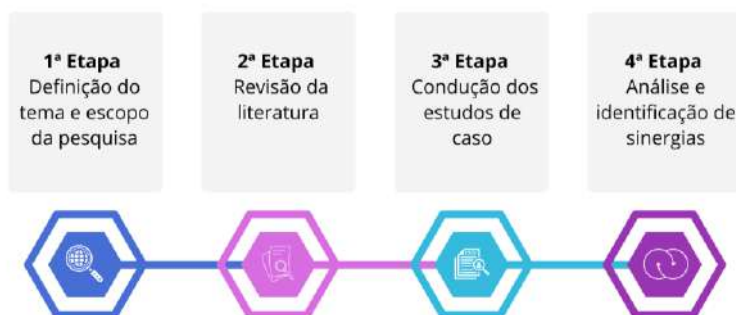 1ª Etapa
Definição do
tema e escopo
da pesquisa
2ª Etapa
Revisão da
literatura
3ª Etapa
Condução dos
estudos de
caso
4ª Etapa
Análise e
identificação de
sinergias